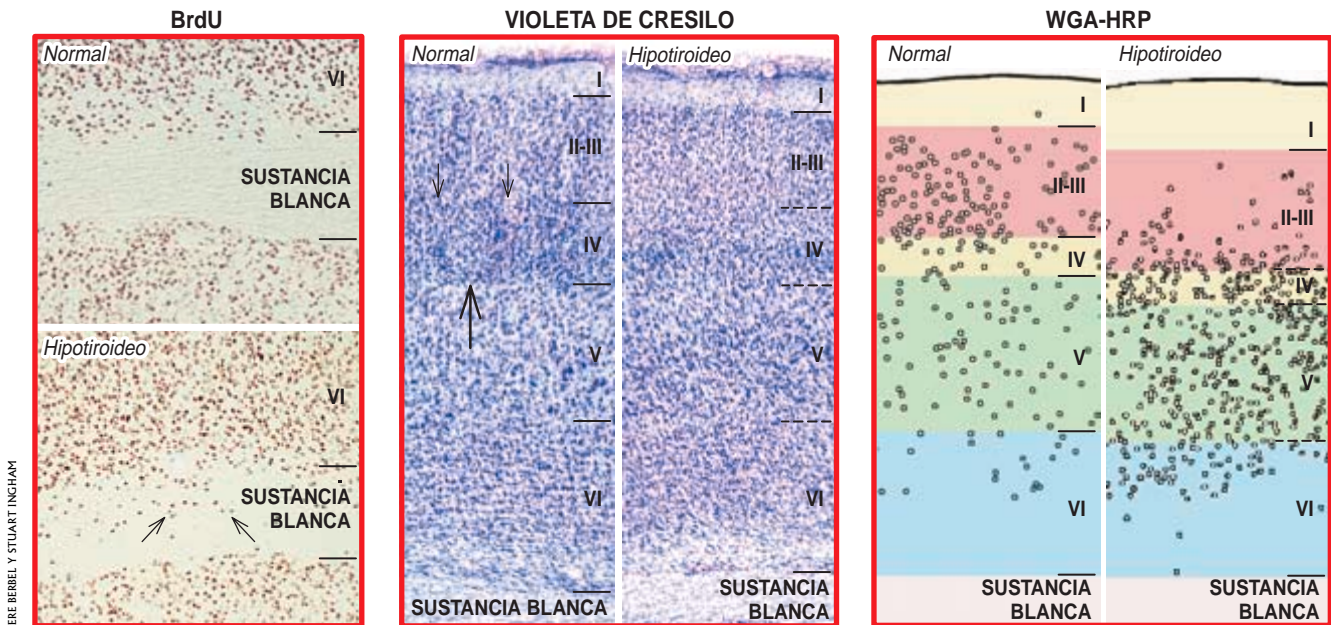 BrdU
Normal
VI
SUSTANCIA
BLANCA
Hipotiroideo
VI
SUSTANCIA
BLANCA
VIOLETA DE CRESILO
Normal
I
II-III
IV
V
VI
SUSTANCIA BLANCA
Hipotiroideo
I
II-III
IV
V
VI
SUSTANCIA
BLANCA
WGA-HRP
Normal
I
II-III
IV
V
VI
SUSTANCIA
BLANCA
Hipotiroideo
I
II-III
IV
V
VI
SUSTANCIA
BLANCA
ERE BERBEL Y STUART INGHAM